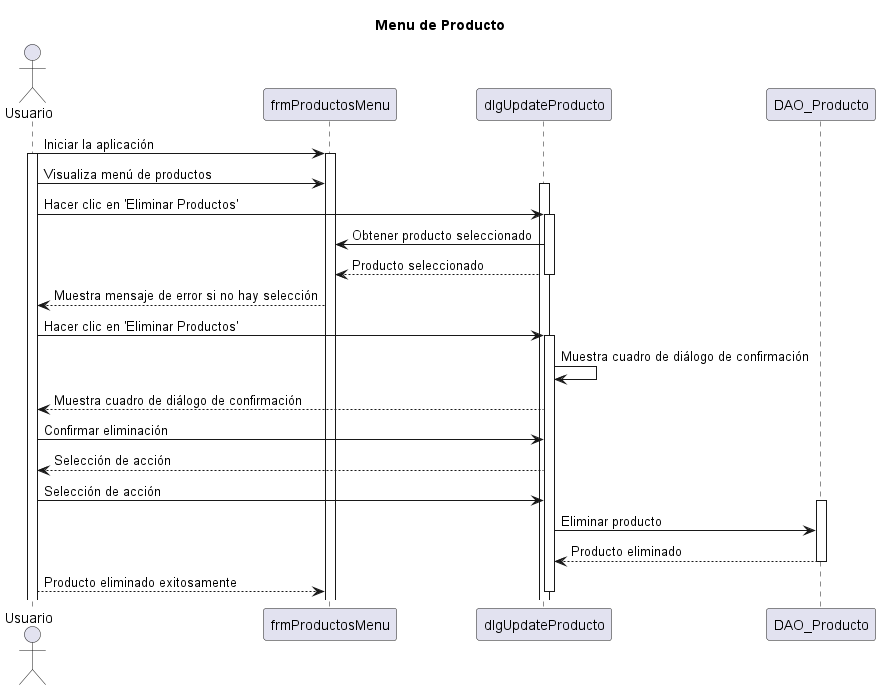 Menu de Producto
Usuario
frmProductosMenu
dlgUpdateProducto
DAO_Producto
Iniciar la aplicación
Visualiza menú de productos
Hacer clic en 'Eliminar Productos'
Obtener producto seleccionado
Producto seleccionado
Muestra mensaje de error si no hay selección
Hacer clic en 'Eliminar Productos'
Muestra cuadro de diálogo de confirmación
Muestra cuadro de diálogo de confirmación
Confirmar eliminación
Selección de acción
Selección de acción
Eliminar producto
Producto eliminado
Producto eliminado exitosamente
Usuario
frmProductosMenu
dlgUpdateProducto
DAO_Producto